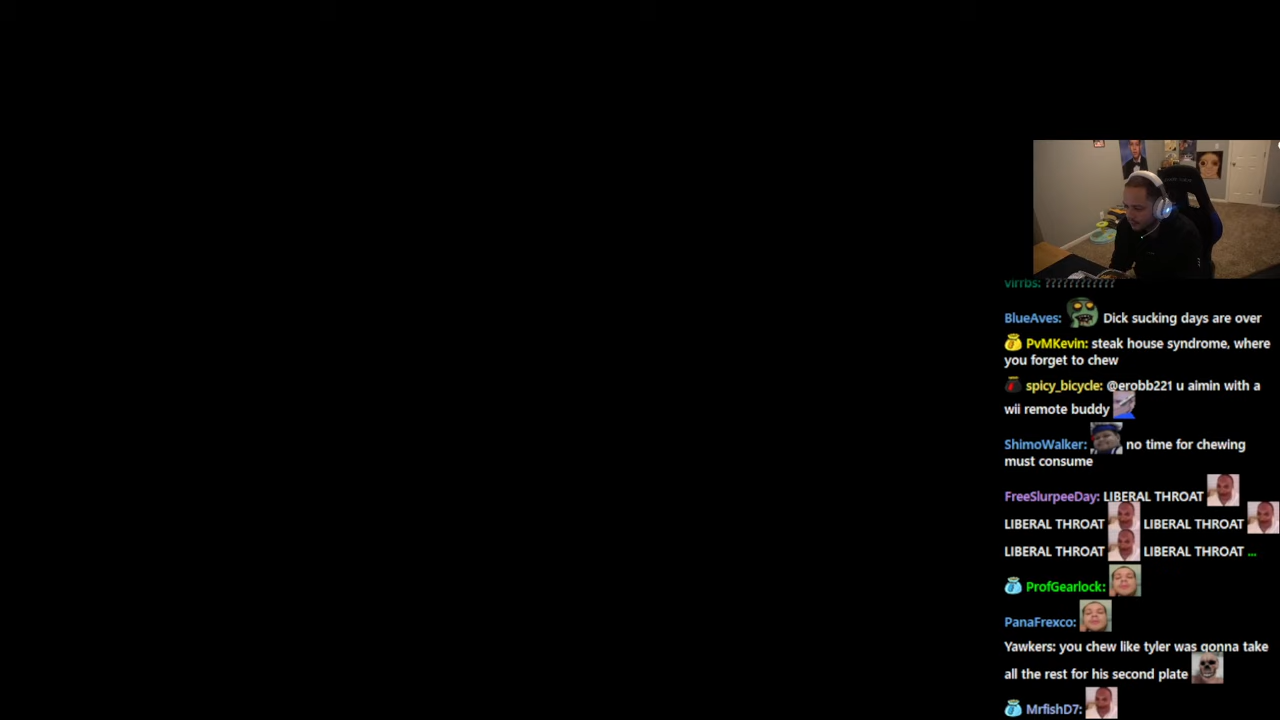 virrbs: ????????????
BlueAves: Dick sucking days are over
PvMKevin: steak house syndrome, where
you forget to chew
spicy_bicycle: @erobb221 u aimin with a
wii remote buddy
ShimoWalker: no time for chewing
must consume
FreeSlurpeeDay: LIBERAL THROAT
LIBERAL THROAT LIBERAL THROAT
LIBERAL THROAT LIBERAL THROAT ...
ProfGearlock:
PanaFrexco:
Yawkers: you chew like tyler was gonna take
all the rest for his second plate
MrfishD7: